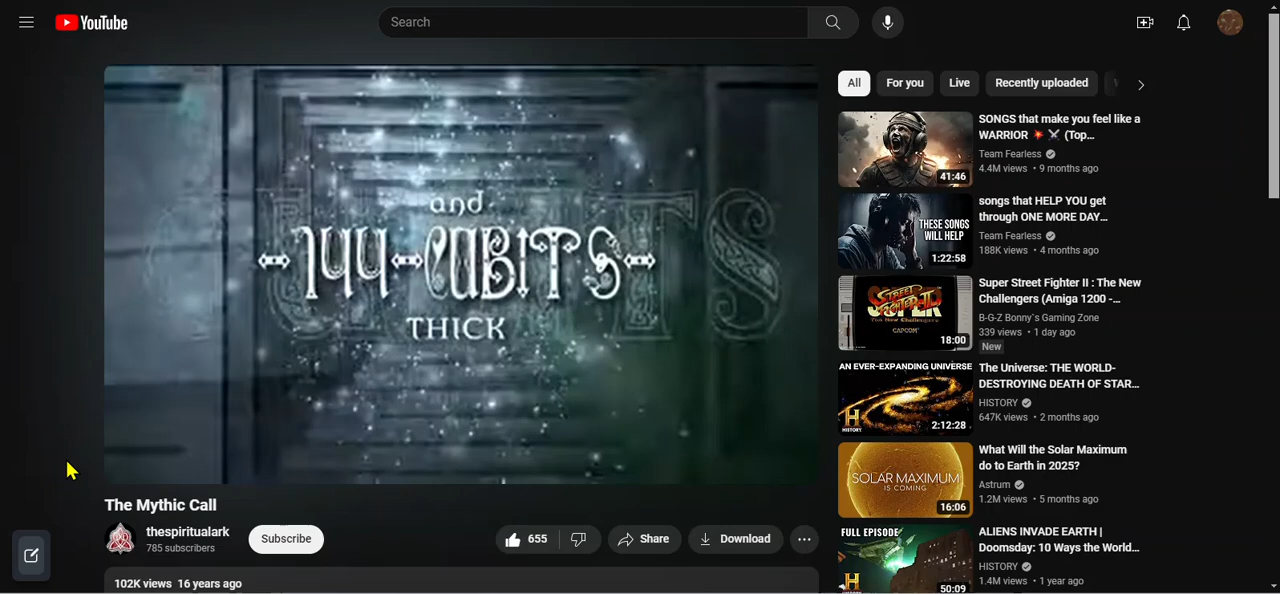 YouTube
Search
and
144 CUBITS
THICK
The Mythic Call
thespiritualark
785 subscribers
Subscribe
655
Share
Download
102K views 16 years ago
All
For you
Live
Recently uploaded
41:46
SONGS that make you feel like a
WARRIOR 💥 ⚔️ (Top...
Team Fearless
4.4M views • 9 months ago
THESE SONGS
WILL HELP
1:22:58
songs that HELP YOU get
through ONE MORE DAY...
Team Fearless
188K views • 4 months ago
STREET
FIGHTER II
The New Challengers
CAPCOM
18:00
Super Street Fighter II : The New
Challengers (Amiga 1200 -...
B-G-Z Bonny`s Gaming Zone
339 views • 1 day ago
New
AN EVER-EXPANDING UNIVERSE
H
2:12:28
The Universe: THE WORLD-
DESTROYING DEATH OF STAR...
HISTORY
647K views • 2 months ago
SOLAR MAXIMUM
IS COMING
16:06
What Will the Solar Maximum
do to Earth in 2025?
Astrum
1.2M views • 5 months ago
FULL EPISODE
H
50:09
ALIENS INVADE EARTH |
Doomsday: 10 Ways the World...
HISTORY
1.4M views • 1 year ago